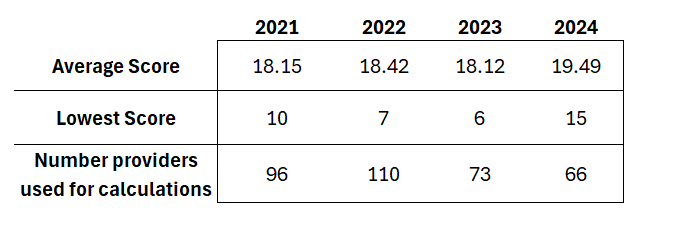 2021 2022 2023 2024
Average Score 18.15 18.42 18.12 19.49
Lowest Score 10 7 6 15
Number providers
used for calculations 96 110 73 66